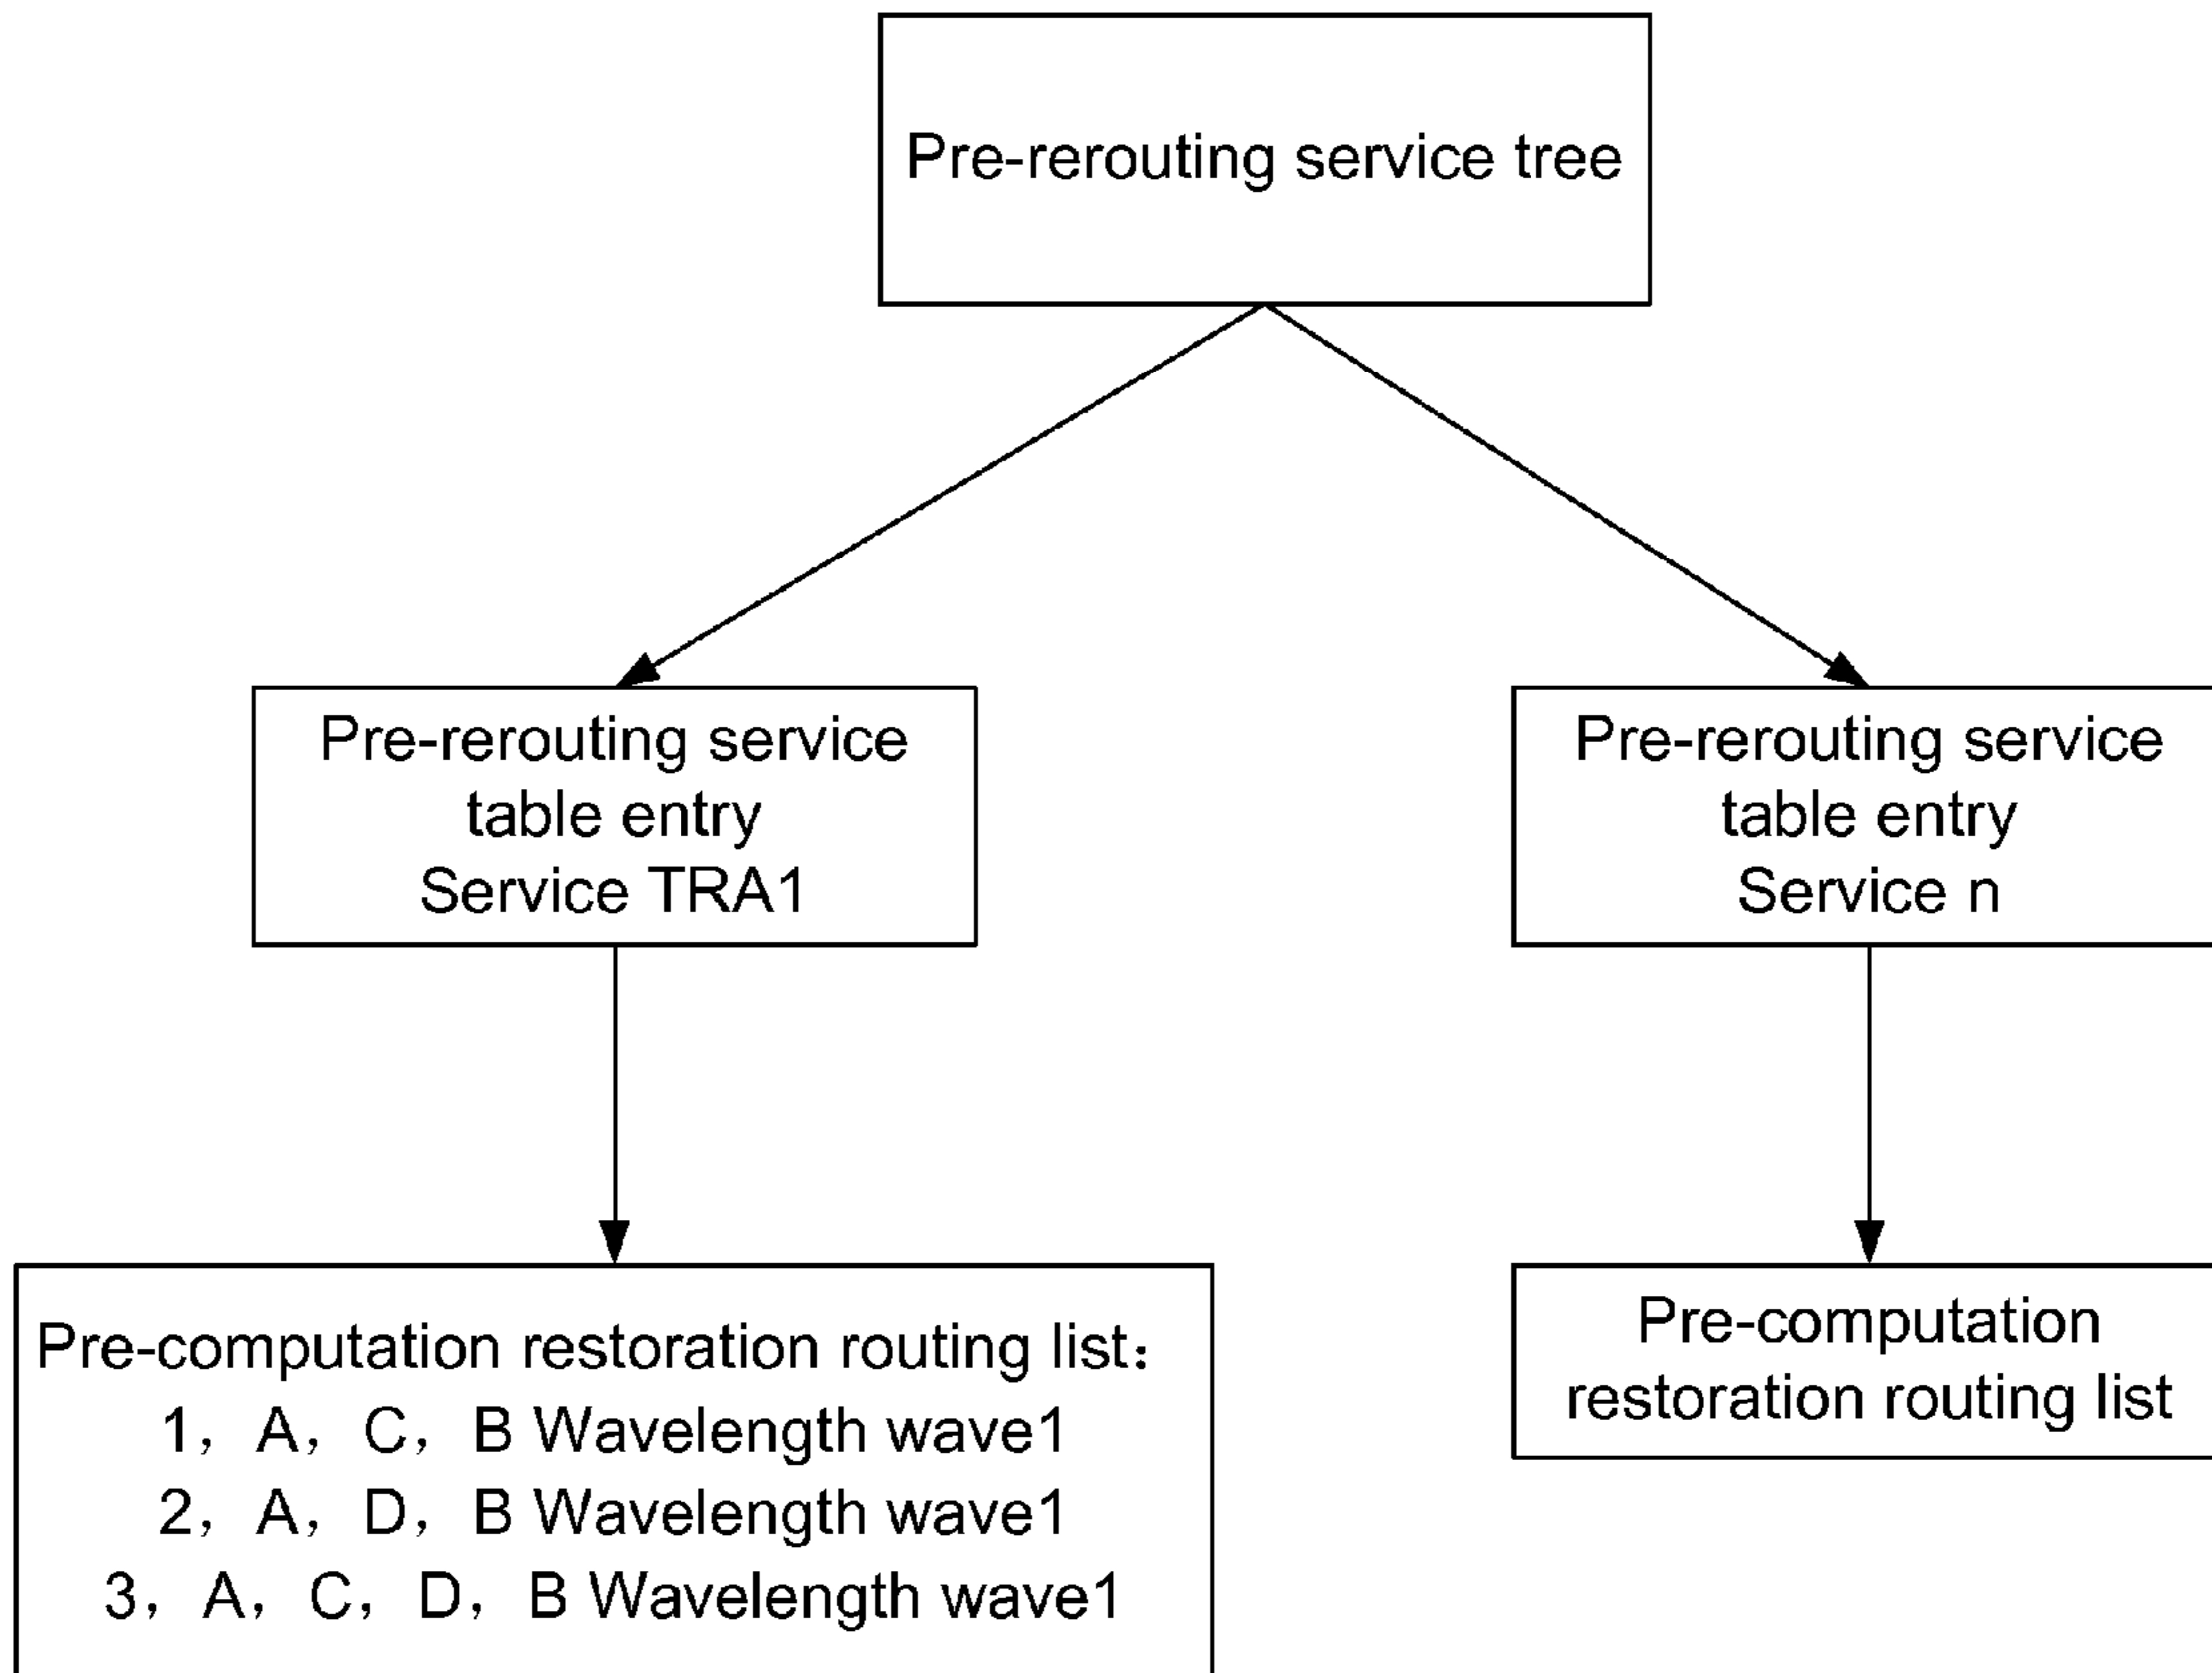 Pre-rerouting service tree
Pre-rerouting service
table entry
Service TRA1
Pre-rerouting service
table entry
Service n
Pre-computation restoration routing list：
1，A，C，B Wavelength wave1
2，A，D，B Wavelength wave1
3，A，C，D，B Wavelength wave1
Pre-computation
restoration routing list